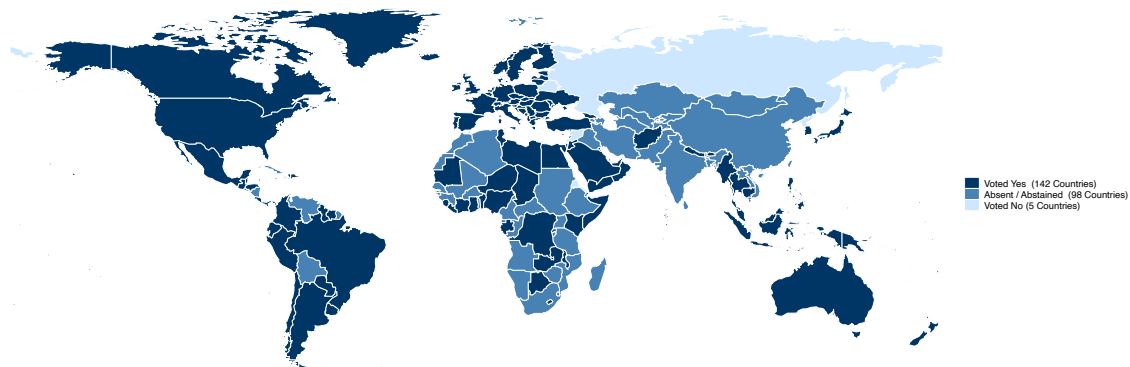 Voted Yes (142 Countries)
Absent / Abstained (98 Countries)
Voted No (5 Countries)